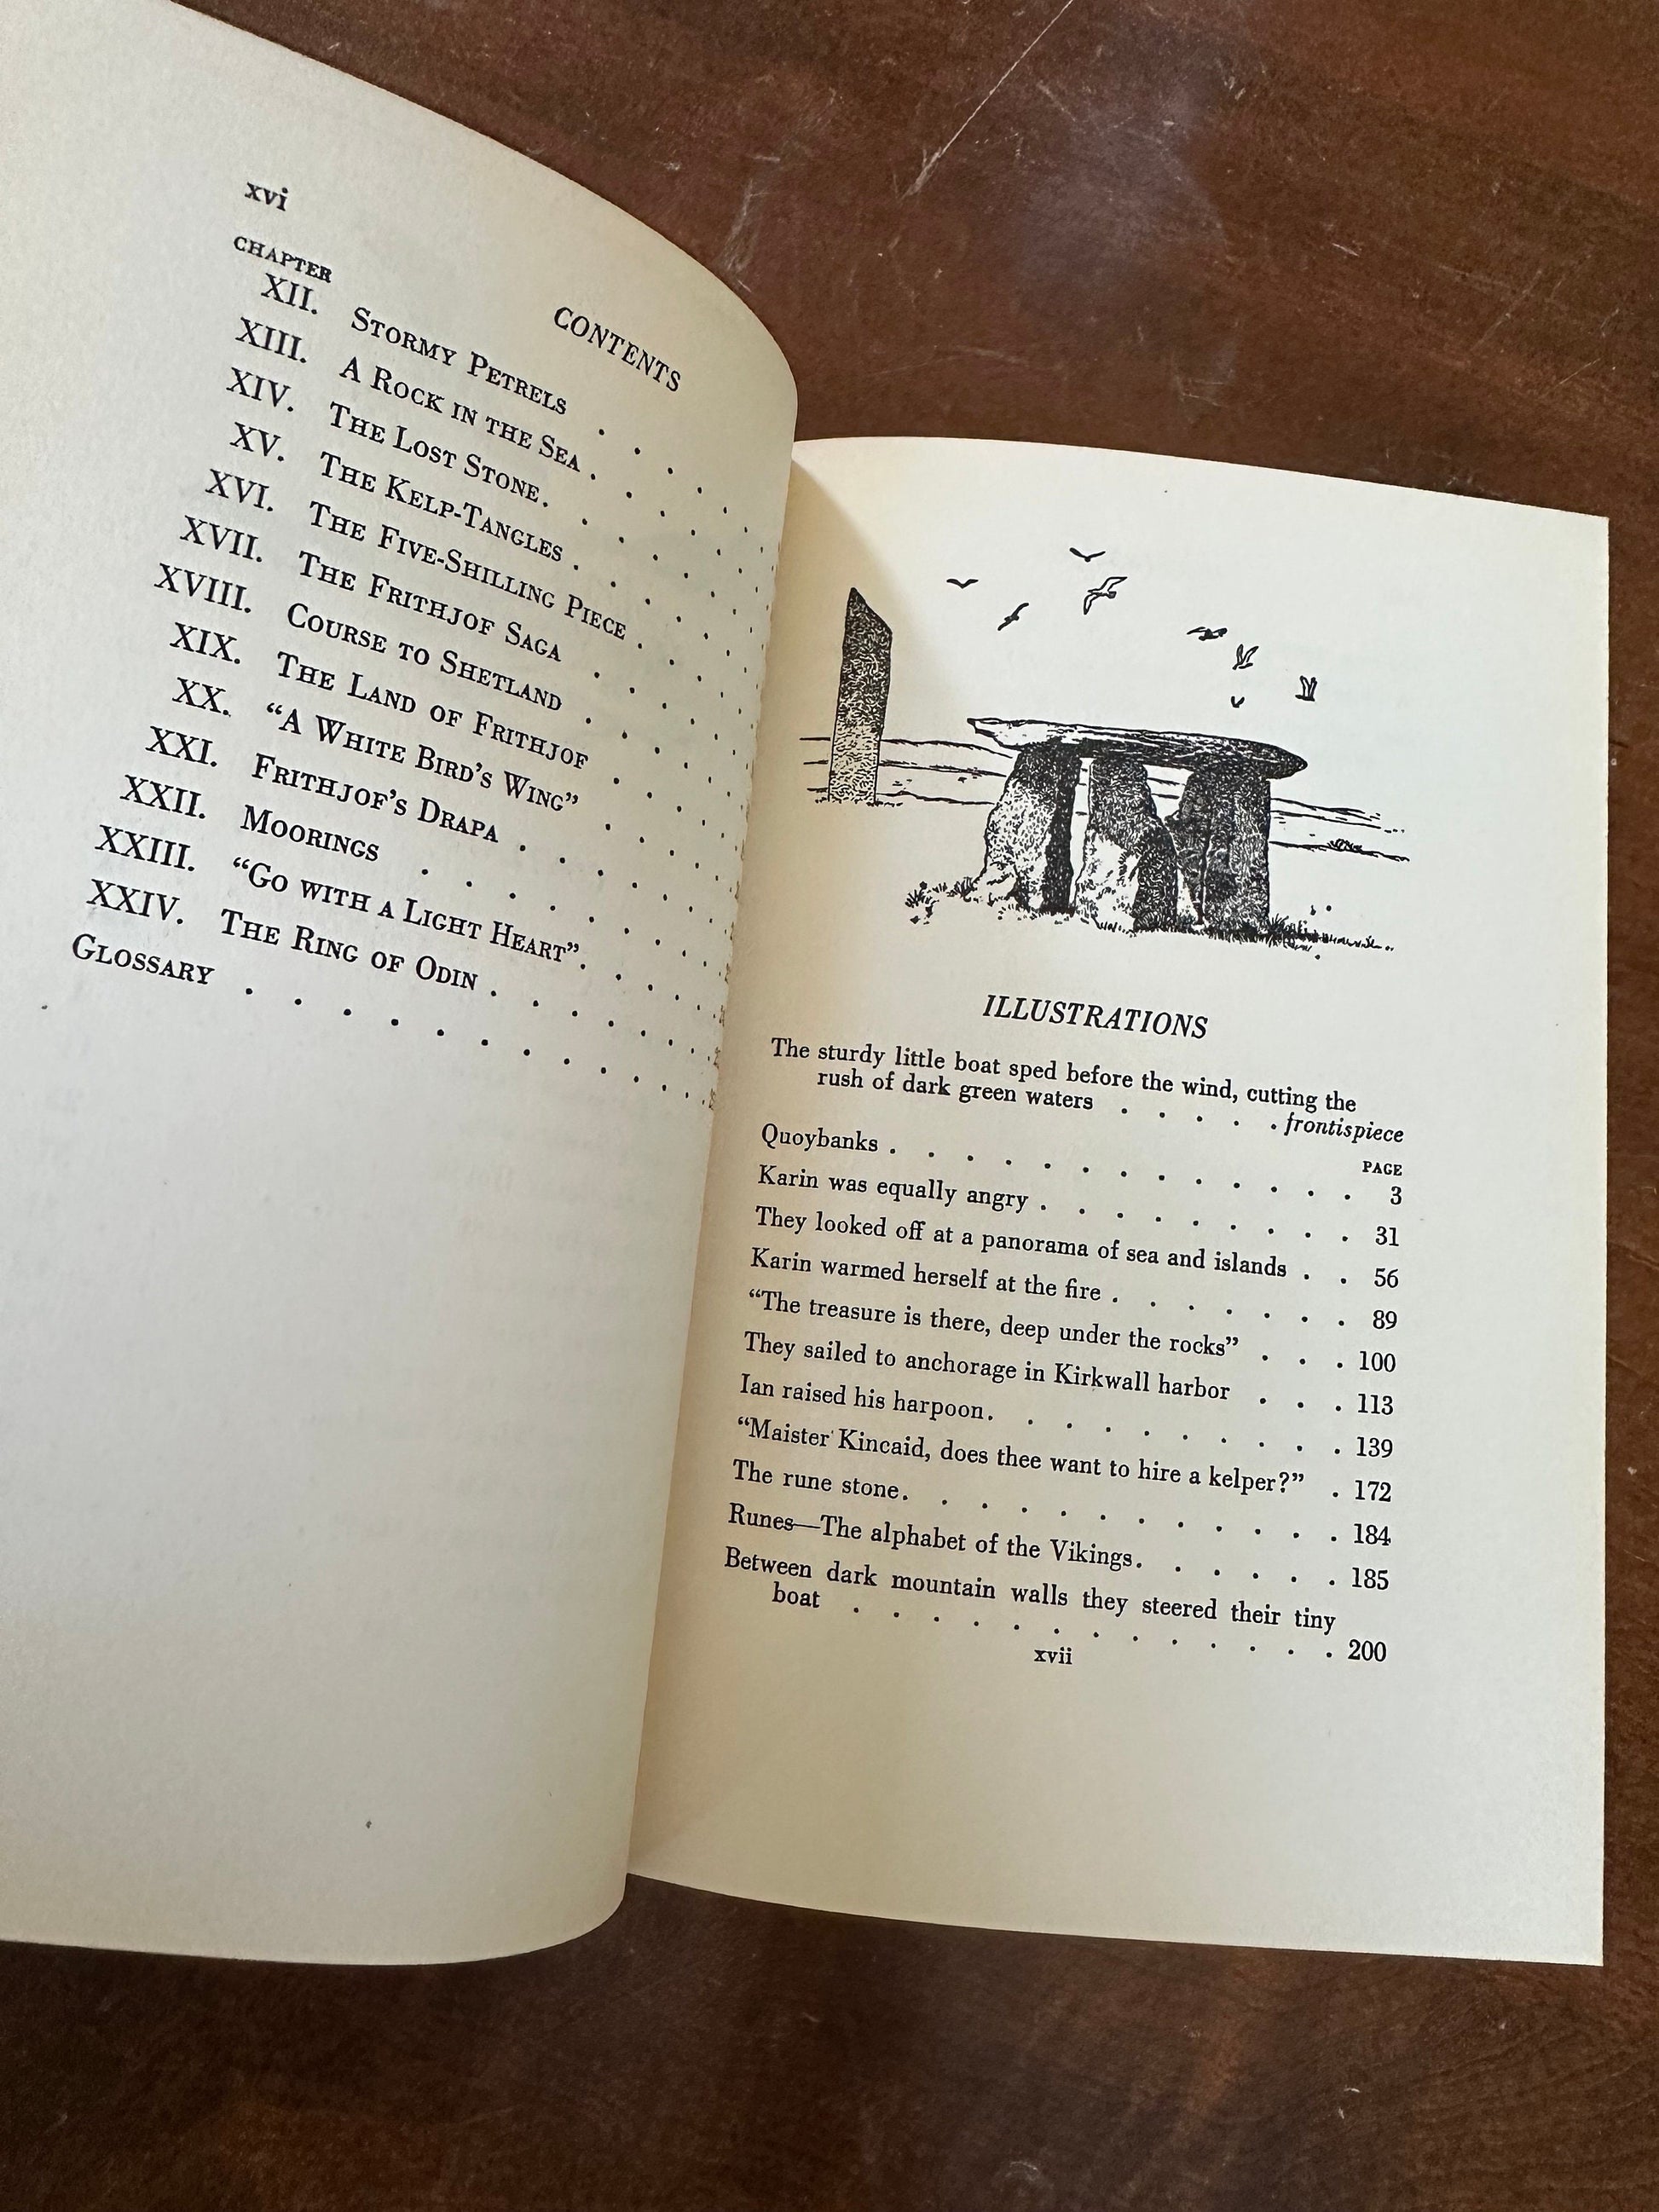 xvi
CONTENTS
CHAPTER
XII. STORMY PETRELS . . . .
XIII. A ROCK IN THE SEA . . . . .
XIV. THE LOST STONE . . . . . .
XV. THE KELP-TANGLES . . . . . .
XVI. THE FIVE-SHILLING PIECE . . . . .
XVII. THE FRITHJOF SAGA . . . . . .
XVIII. COURSE TO SHETLAND . . . . . .
XIX. THE LAND OF FRITHJOF . . . . . .
XX. “A WHITE BIRD’S WING” . . . . . .
XXI. FRITHJOF’S DRAPA . . . . . . .
XXII. MOORINGS . . . . . . . . .
XXIII. “GO WITH A LIGHT HEART” . . . . . .
XXIV. THE RING OF ODIN . . . . . . .
GLOSSARY . . . . . . . . . . .
ILLUSTRATIONS
The sturdy little boat sped before the wind, cutting the
rush of dark green waters . . . . . frontispiece
PAGE
Quoybanks . . . . . . . . . . . . . 3
Karin was equally angry . . . . . . . . . 31
They looked off at a panorama of sea and islands . . 56
Karin warmed herself at the fire . . . . . . . 89
“The treasure is there, deep under the rocks” . . . 100
They sailed to anchorage in Kirkwall harbor . . . 113
Ian raised his harpoon . . . . . . . . . . 139
“Maister Kincaid, does thee want to hire a kelper?” . 172
The rune stone . . . . . . . . . . . . 184
Runes—The alphabet of the Vikings . . . . . . 185
Between dark mountain walls they steered their tiny
boat . . . . . . . . . . . . . 200
xvii